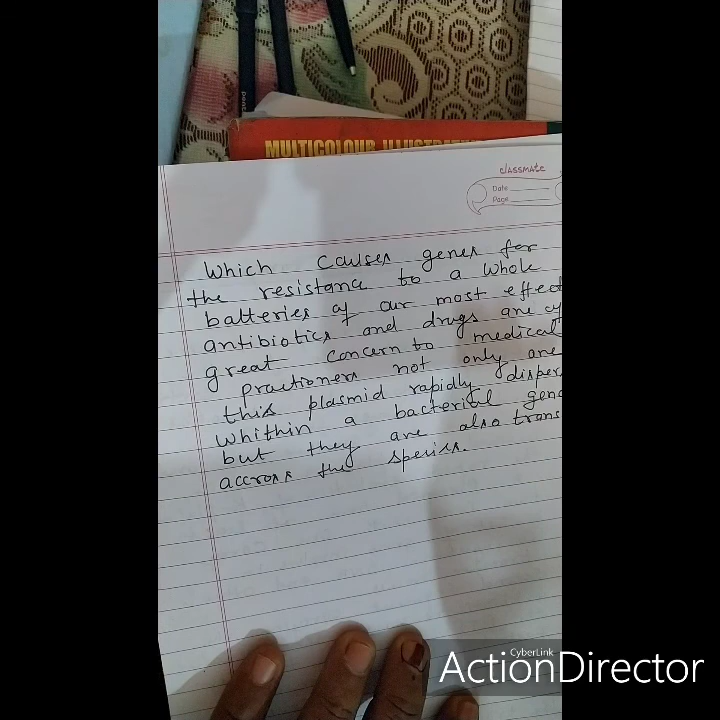 pent
MULTICOLOUR
classmate
Date
Page
Which causes genes for
the resistance to a whole
batteries of our most effect
antibiotics and drugs are of
great concern to medical
practioners not only are
this plasmid rapidly disper
whithin a bacterial gen
but they are also trans
accross the
CyberLink
ActionDirector